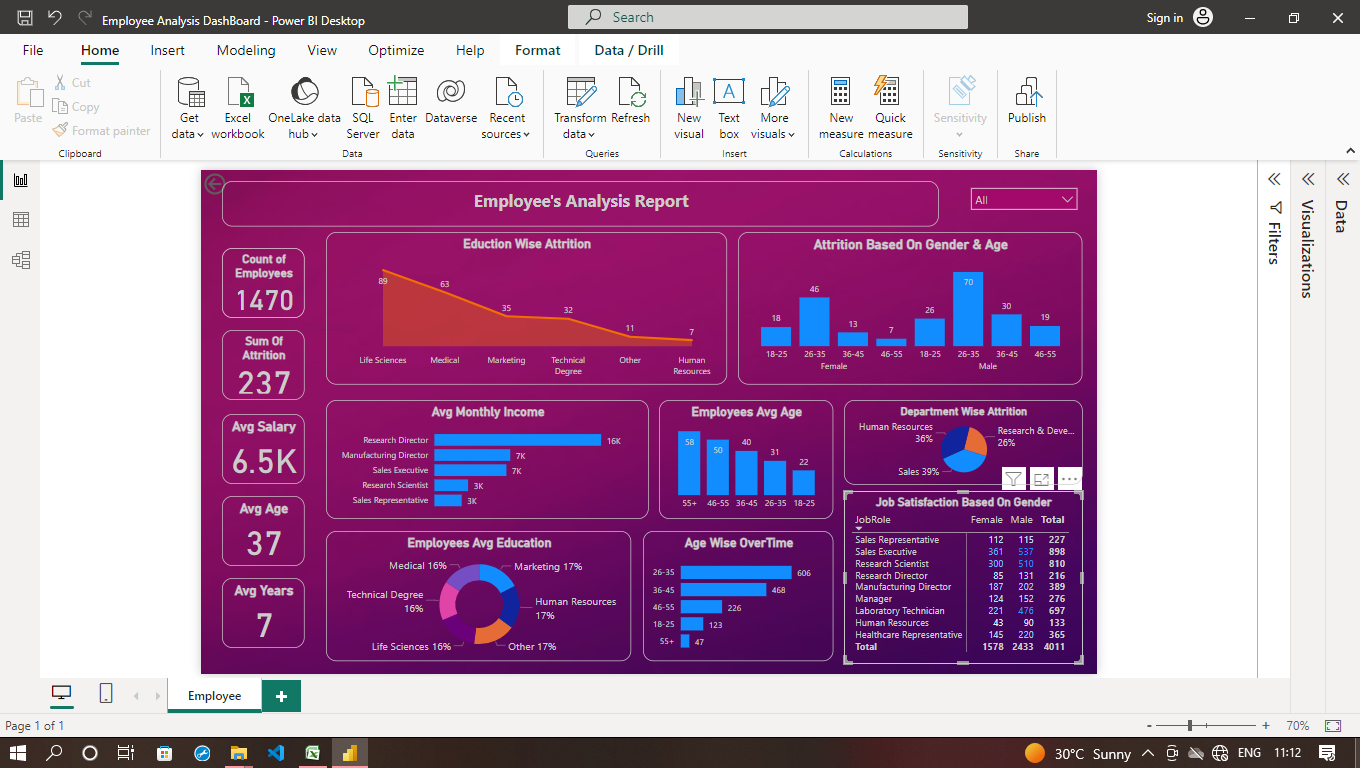 Employee Analysis DashBoard - Power BI Desktop
Search
Sign in
File Home Insert Modeling View Optimize Help Format Data / Drill
Paste
Cut
Copy
Format painter
Clipboard
Get data
Excel workbook
OneLake data hub
SQL Server
Enter data
Dataverse
Recent sources
Data
Transform data
Refresh
Queries
New visual
Text box
A
More visuals
Insert
New measure
Quick measure
Calculations
Sensitivity
Sensitivity
Publish
Share
Employee's Analysis Report
All
Count of
Employees
1470
Sum Of
Attrition
237
Avg Salary
6.5K
Avg Age
37
Avg Years
7
Eduction Wise Attrition
89
63
35
32
11
7
Life Sciences
Medical
Marketing
Technical
Degree
Other
Human
Resources
Attrition Based On Gender & Age
18
46
13
7
26
70
30
19
18-25 26-35 36-45 46-55 18-25 26-35 36-45 46-55
Female Male
Avg Monthly Income
Research Director 16K
Manufacturing Director 7K
Sales Executive 7K
Research Scientist 3K
Sales Representative 3K
Employees Avg Age
58 50 40 31 22
55+ 46-55 36-45 26-35 18-25
Department Wise Attrition
Human Resources
36%
Research & Deve...
26%
Sales 39%
Employees Avg Education
Medical 16%
Marketing 17%
Technical Degree
16%
Human Resources
17%
Life Sciences 16%
Other 17%
Age Wise OverTime
26-35 606
36-45 468
46-55 226
18-25 123
55+ 47
Job Satisfaction Based On Gender
JobRole Female Male Total
Sales Representative 112 115 227
Sales Executive 361 537 898
Research Scientist 300 510 810
Research Director 85 131 216
Manufacturing Director 187 202 389
Manager 124 152 276
Laboratory Technician 221 476 697
Human Resources 43 90 133
Healthcare Representative 145 220 365
Total 1578 2433 4011
Filters
Visualizations
Data
Employee
+
Page 1 of 1
- + 70%
30°C Sunny
ENG
11:12